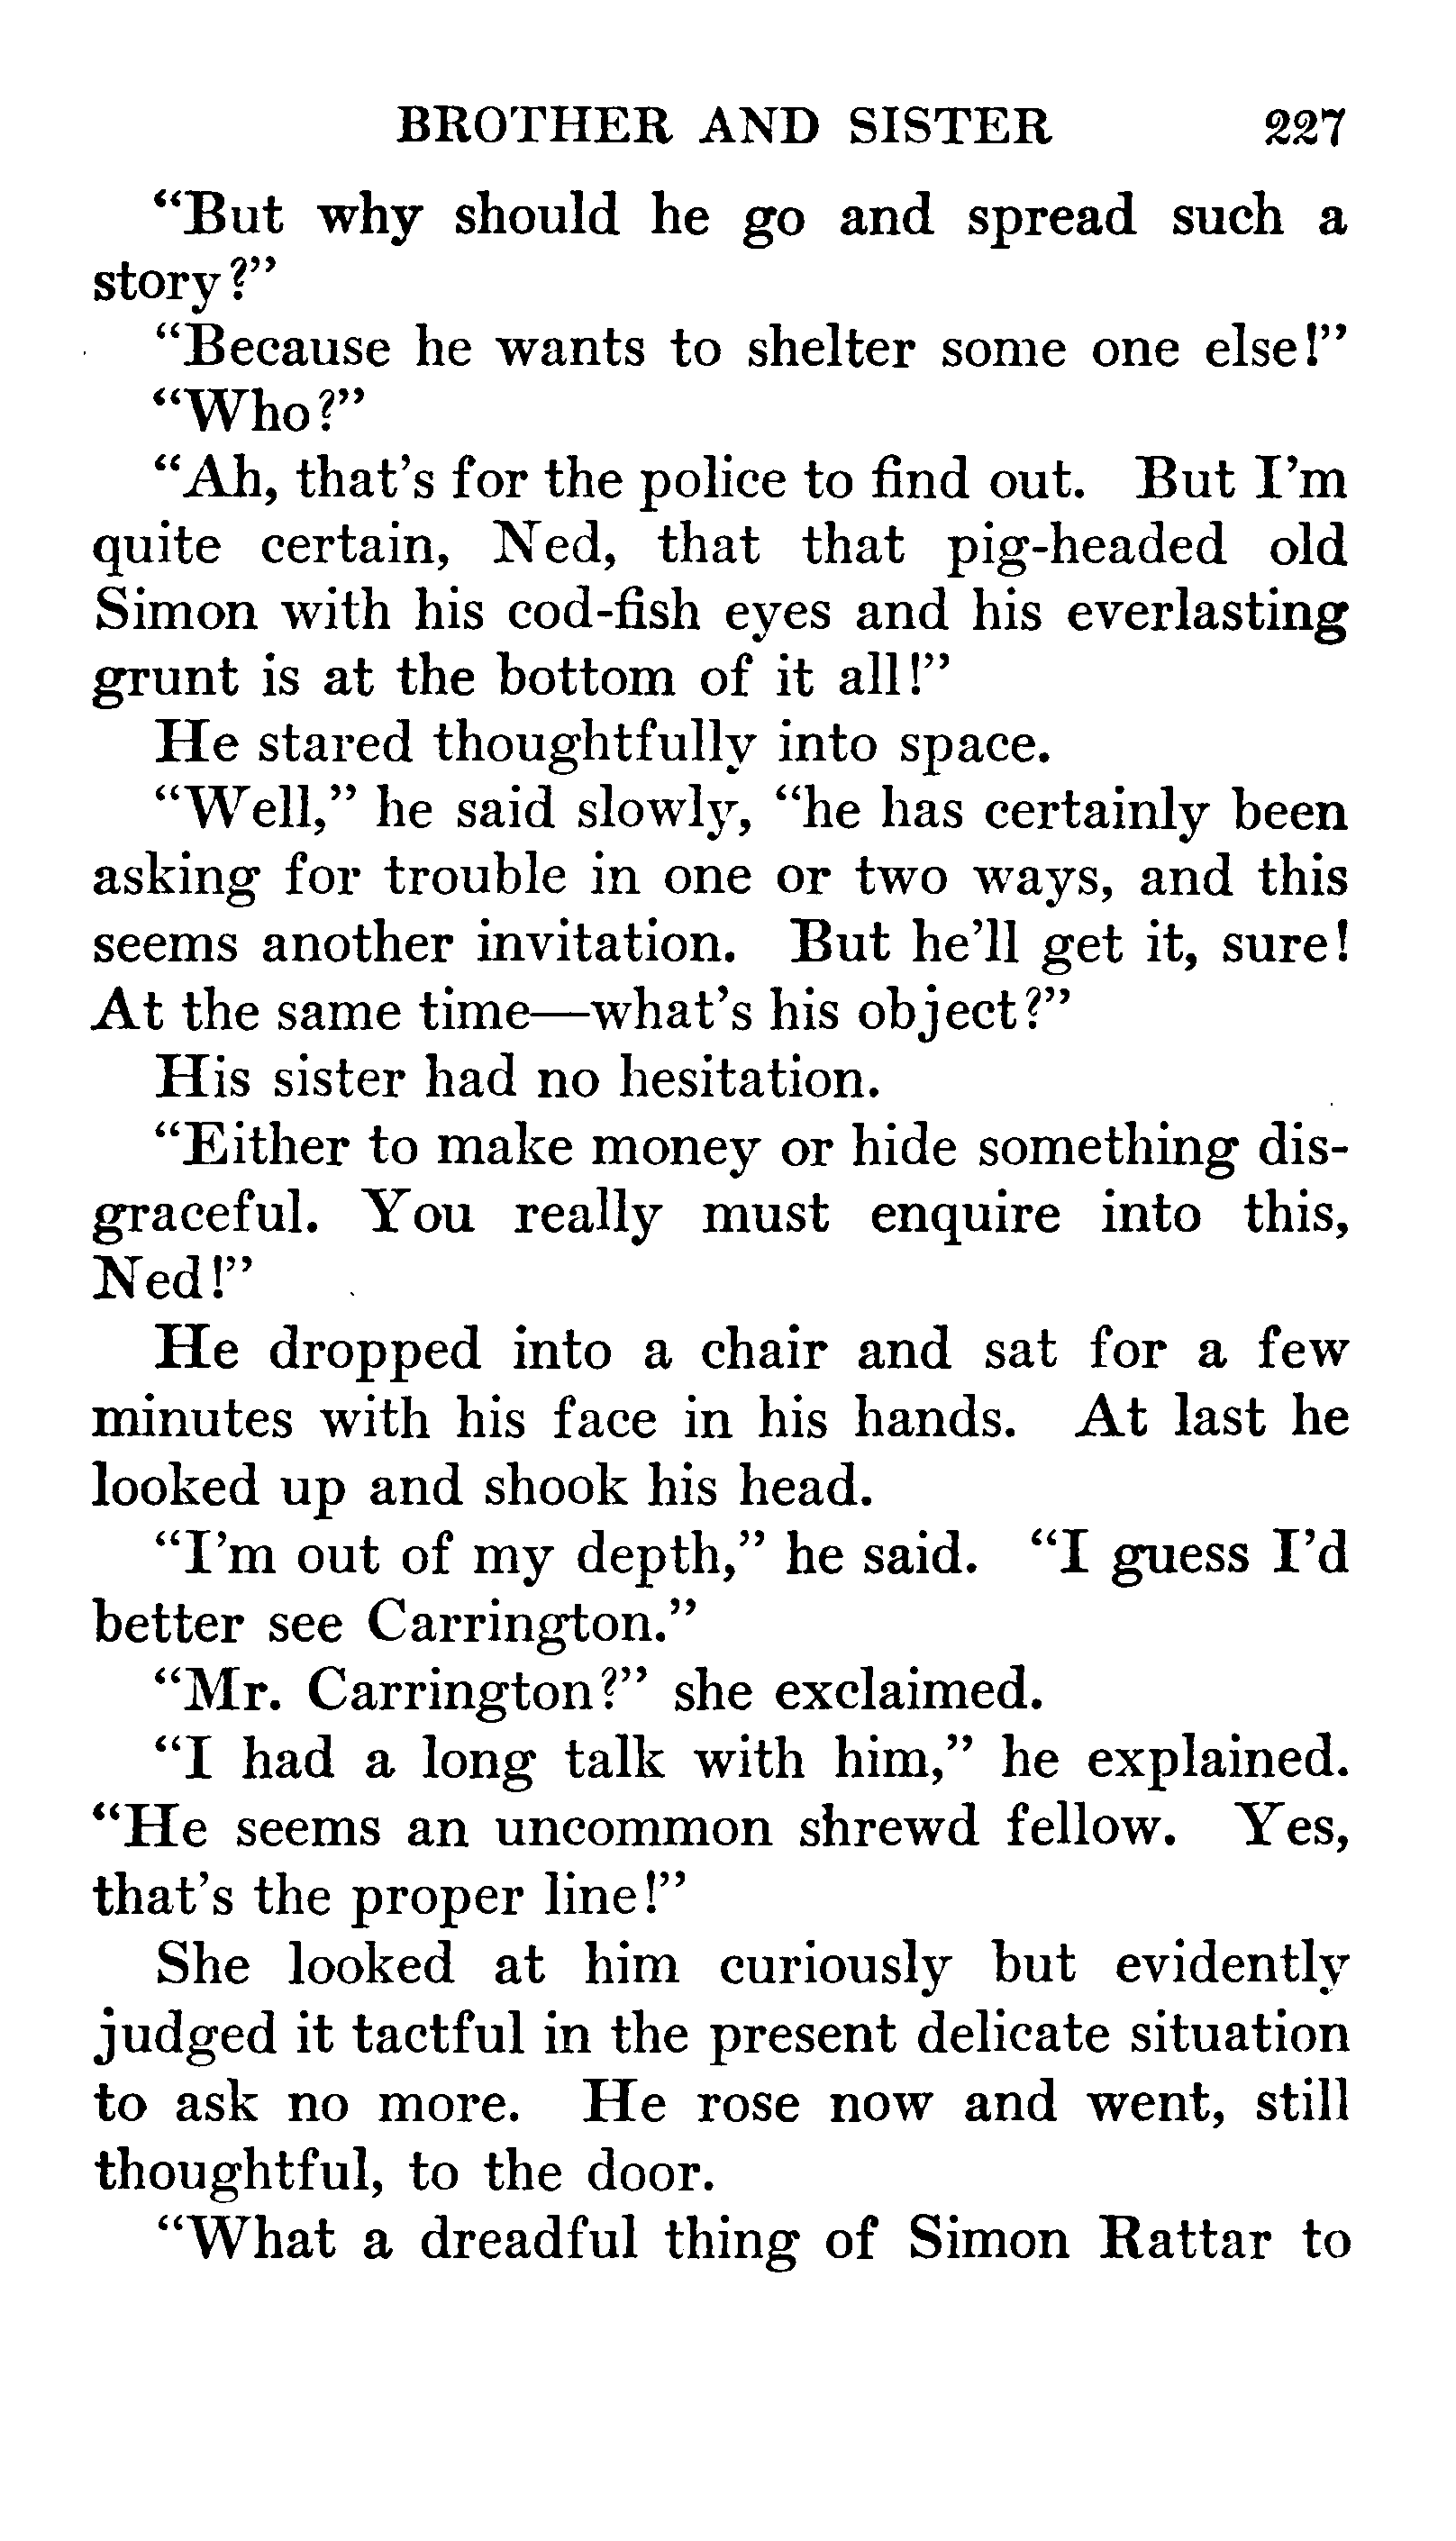 BROTHER AND SISTER 227
"But why should he go and spread such a
story?"
"Because he wants to shelter some one else!"
"Who?"
"Ah, that's for the police to find out. But I'm
quite certain, Ned, that that pig-headed old
Simon with his cod-fish eyes and his everlasting
grunt is at the bottom of it all!"
He stared thoughtfully into space.
"Well," he said slowly, "he has certainly been
asking for trouble in one or two ways, and this
seems another invitation. But he'll get it, sure!
At the same time—what's his object?"
His sister had no hesitation.
"Either to make money or hide something dis-
graceful. You really must enquire into this,
Ned!"
He dropped into a chair and sat for a few
minutes with his face in his hands. At last he
looked up and shook his head.
"I'm out of my depth," he said. "I guess I'd
better see Carrington."
"Mr. Carrington?" she exclaimed.
"I had a long talk with him," he explained.
"He seems an uncommon shrewd fellow. Yes,
that's the proper line!"
She looked at him curiously but evidently
judged it tactful in the present delicate situation
to ask no more. He rose now and went, still
thoughtful, to the door.
"What a dreadful thing of Simon Rattar to